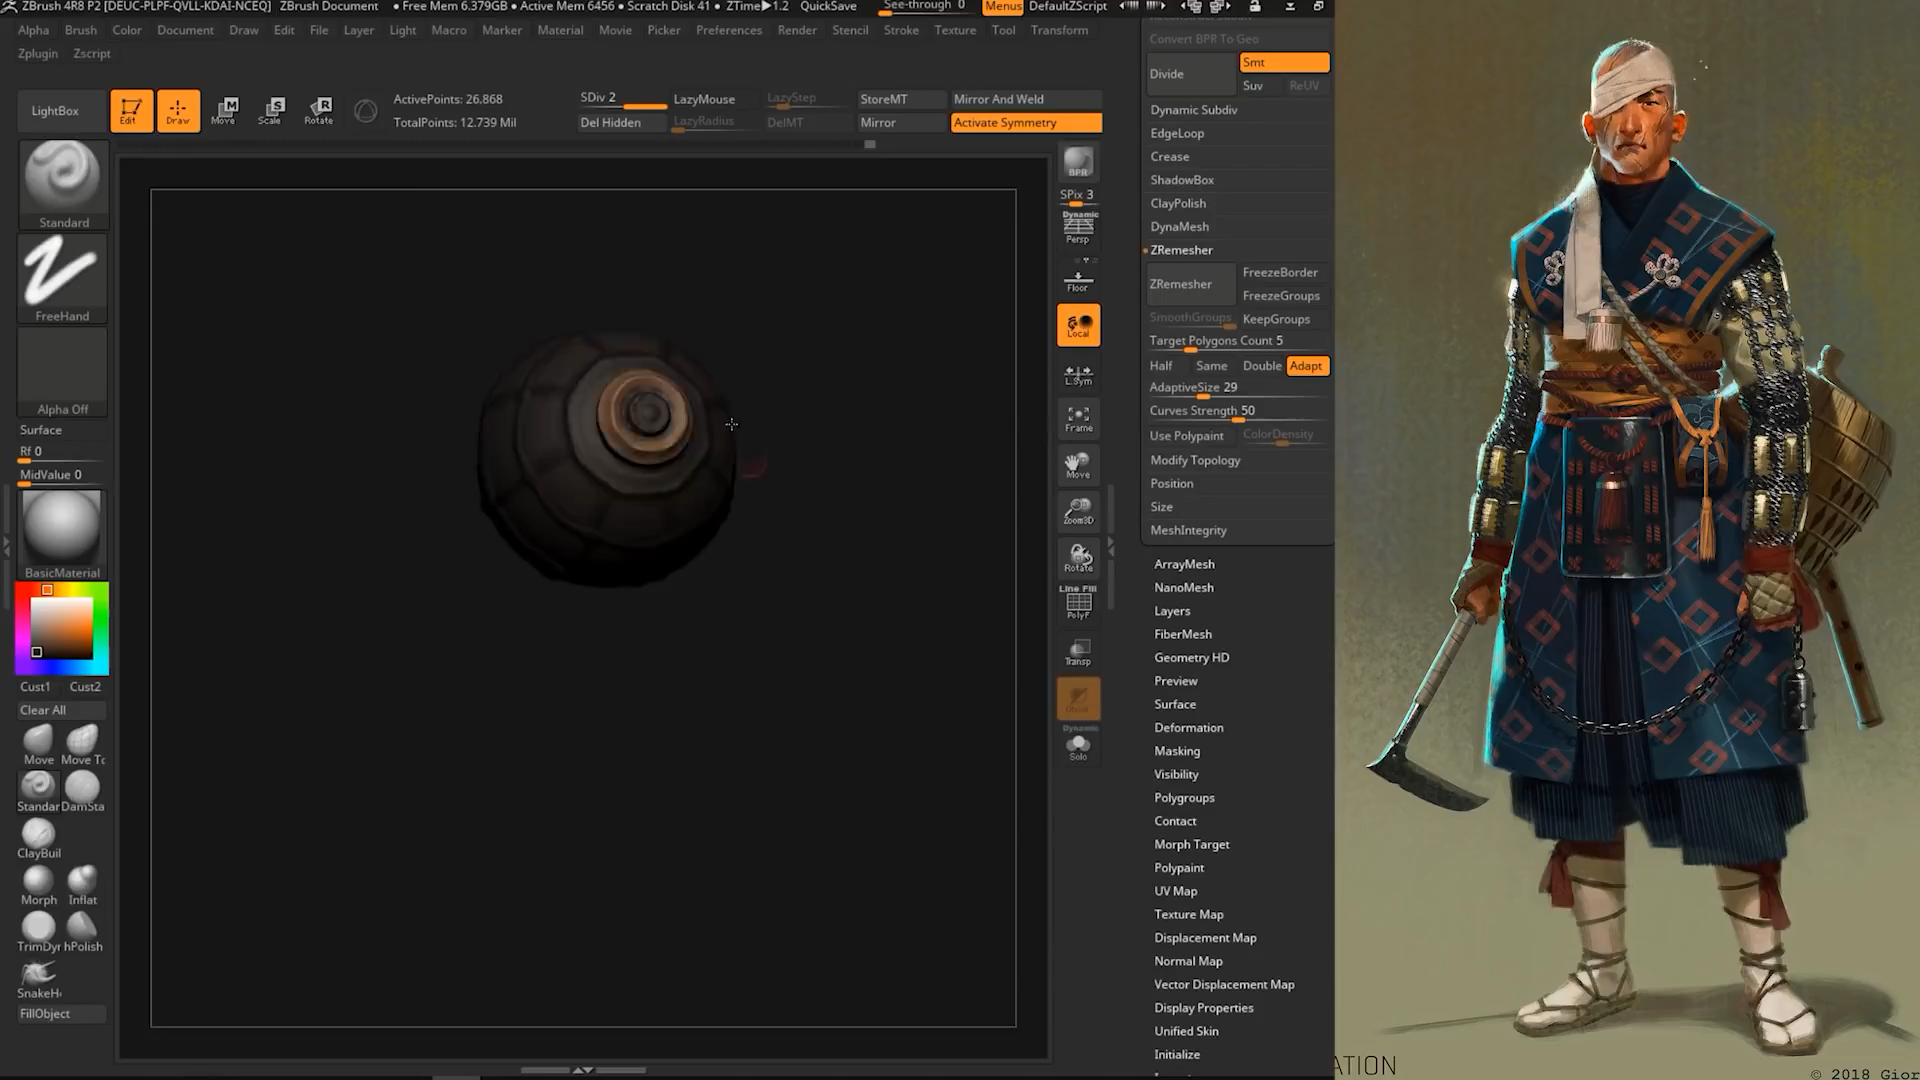 ZBrush 4R8 P2 [DEUC-PLPF-QVLL-KDAI-NCEQ] ZBrush Document • Free Mem 6.379GB • Active Mem 6456 • Scratch Disk 41 • ZTime▶1.2 QuickSave See-through 0 Menus DefaultZScript
Alpha Brush Color Document Draw Edit File Layer Light Macro Marker Material Movie Picker Preferences Render Stencil Stroke Texture Tool Transform
Zplugin Zscript
LightBox
Edit
Draw
Move
Scale
Rotate
ActivePoints: 26.868
TotalPoints: 12.739 Mil
SDiv 2
Del Hidden
LazyMouse
LazyRadius
LazyStep
DelMT
StoreMT
Mirror
Mirror And Weld
Activate Symmetry
Standard
FreeHand
Alpha Off
Surface
Rf 0
MidValue 0
BasicMaterial
Cust1 Cust2
Clear All
Move Move To
Standar DamSta
ClayBuil
Morph Inflat
TrimDyr hPolish
SnakeH
FillObject
BPR
SPix 3
Dynamic
Persp
Floor
Local
L.Sym
Frame
Move
Zoom3D
Rotate
Line Fill
PolyF
Transp
Dynamic
Solo
Convert BPR To Geo
Divide
Smt
Suv ReUV
Dynamic Subdiv
EdgeLoop
Crease
ShadowBox
ClayPolish
DynaMesh
ZRemesher
ZRemesher
FreezeBorder
FreezeGroups
SmoothGroups KeepGroups
Target Polygons Count 5
Half Same Double Adapt
AdaptiveSize 29
Curves Strength 50
Use Polypaint ColorDensity
Modify Topology
Position
Size
MeshIntegrity
ArrayMesh
NanoMesh
Layers
FiberMesh
Geometry HD
Preview
Surface
Deformation
Masking
Visibility
Polygroups
Contact
Morph Target
Polypaint
UV Map
Texture Map
Displacement Map
Normal Map
Vector Displacement Map
Display Properties
Unified Skin
Initialize
ATION
© 2018 Gior